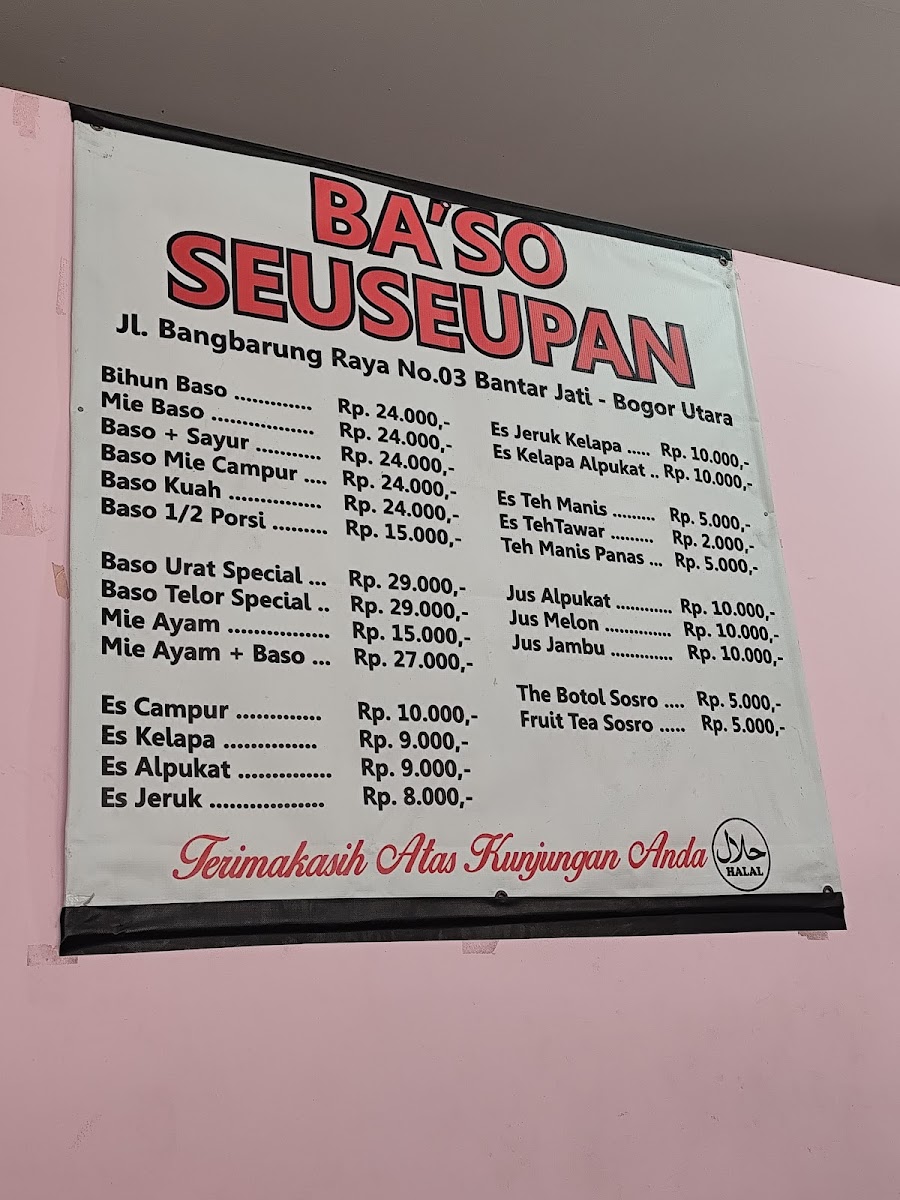 BA'SO
SEUSEUPAN
Jl. Bangbarung Raya No.03 Bantar Jati - Bogor Utara
Bihun Baso ............. Rp. 24.000,-
Mie Baso ................. Rp. 24.000,-
Baso + Sayur ........... Rp. 24.000,-
Baso Mie Campur .... Rp. 24.000,-
Baso Kuah ............... Rp. 24.000,-
Baso 1/2 Porsi ......... Rp. 15.000,-
Baso Urat Special ... Rp. 29.000,-
Baso Telor Special .. Rp. 29.000,-
Mie Ayam ................. Rp. 15.000,-
Mie Ayam + Baso ... Rp. 27.000,-
Es Campur ............. Rp. 10.000,-
Es Kelapa .............. Rp. 9.000,-
Es Alpukat .............. Rp. 9.000,-
Es Jeruk ................... Rp. 8.000,-
Es Jeruk Kelapa ..... Rp. 10.000,-
Es Kelapa Alpukat .. Rp. 10.000,-
Es Teh Manis ......... Rp. 5.000,-
Es TehTawar ......... Rp. 2.000,-
Teh Manis Panas ... Rp. 5.000,-
Jus Alpukat ............ Rp. 10.000,-
Jus Melon .............. Rp. 10.000,-
Jus Jambu ............. Rp. 10.000,-
The Botol Sosro .... Rp. 5.000,-
Fruit Tea Sosro ..... Rp. 5.000,-
Terimakasih Atas Kunjungan Anda
حلال
HALAL